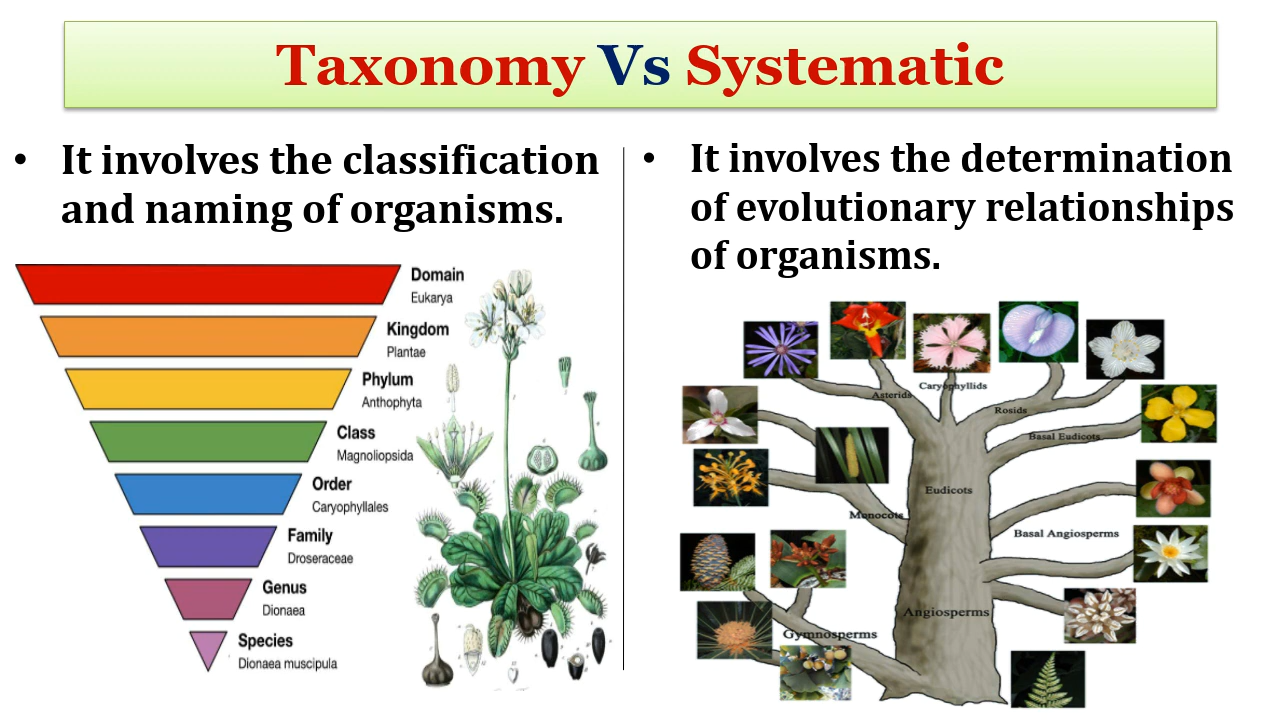 Taxonomy Vs Systematic
• It involves the classification
and naming of organisms.
Domain
Eukarya
Kingdom
Plantae
Phylum
Anthophyta
Class
Magnoliopsida
Order
Caryophyllales
Family
Droseraceae
Genus
Dionaea
Species
Dionaea muscipula
• It involves the determination
of evolutionary relationships
of organisms.
Asterids
Caryophyllids
Rosids
Basal Eudicots
Eudicots
Monocots
Basal Angiosperms
Angiosperms
Gymnosperms